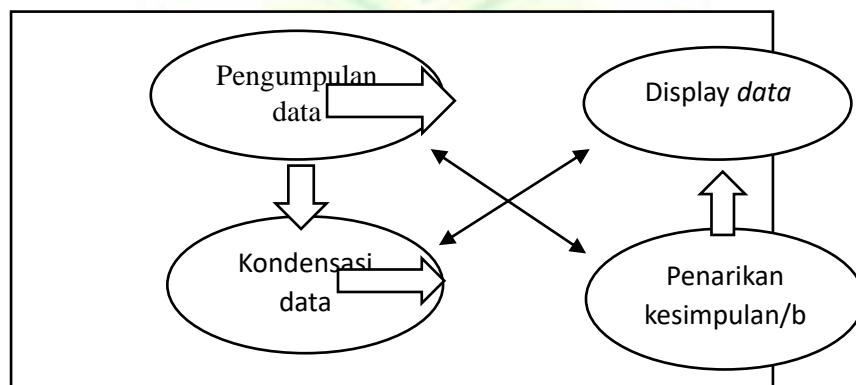 Pengumpulan
data
Display data
Kondensasi
data
Penarikan
kesimpulan/b